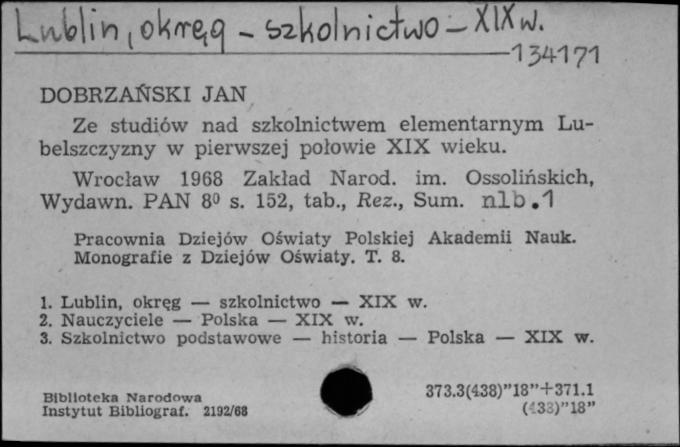 Lublin, okręg - szkolnictwo - XIX w.
134171
DOBRZAŃSKI JAN
Ze studiów nad szkolnictwem elementarnym Lu-
belszczyzny w pierwszej połowie XIX wieku.
Wrocław 1968 Zakład Narod. im. Ossolińskich,
Wydawn. PAN 8⁰ s. 152, tab., Rez., Sum. nlb.1
Pracownia Dziejów Oświaty Polskiej Akademii Nauk.
Monografie z Dziejów Oświaty. T. 8.
1. Lublin, okręg — szkolnictwo — XIX w.
2. Nauczyciele — Polska — XIX w.
3. Szkolnictwo podstawowe — historia — Polska — XIX w.
373.3(438)"18"+371.1
(438)"18"
Biblioteka Narodowa
Instytut Bibliograf. 2192/68